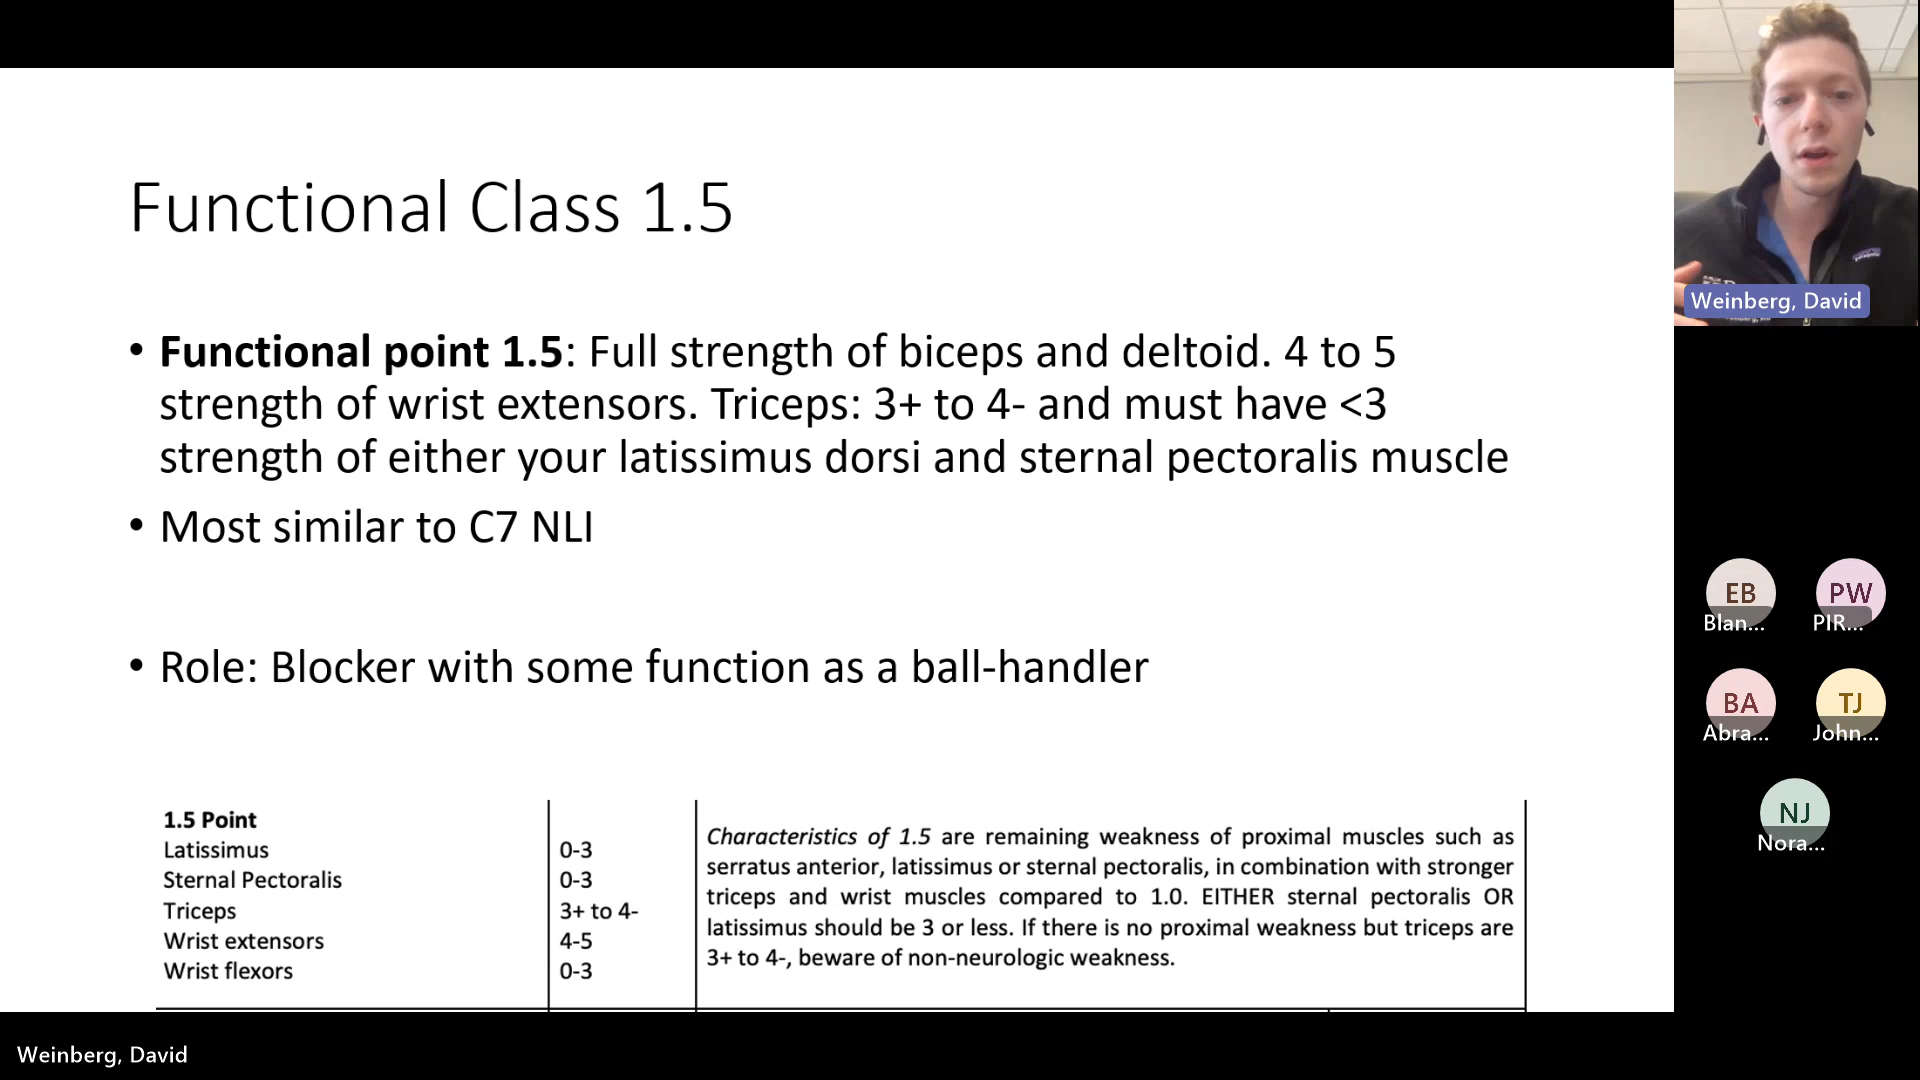 Functional Class 1.5
• Functional point 1.5: Full strength of biceps and deltoid. 4 to 5
strength of wrist extensors. Triceps: 3+ to 4- and must have <3
strength of either your latissimus dorsi and sternal pectoralis muscle
• Most similar to C7 NLI
• Role: Blocker with some function as a ball-handler
1.5 Point
Latissimus 0-3
Sternal Pectoralis 0-3
Triceps 3+ to 4-
Wrist extensors 4-5
Wrist flexors 0-3
Characteristics of 1.5 are remaining weakness of proximal muscles such as
serratus anterior, latissimus or sternal pectoralis, in combination with stronger
triceps and wrist muscles compared to 1.0. EITHER sternal pectoralis OR
latissimus should be 3 or less. If there is no proximal weakness but triceps are
3+ to 4-, beware of non-neurologic weakness.
patagonia
Weinberg, David
EB
Blan...
PW
PIR...
BA
Abra...
TJ
John...
NJ
Nora...
Weinberg, David